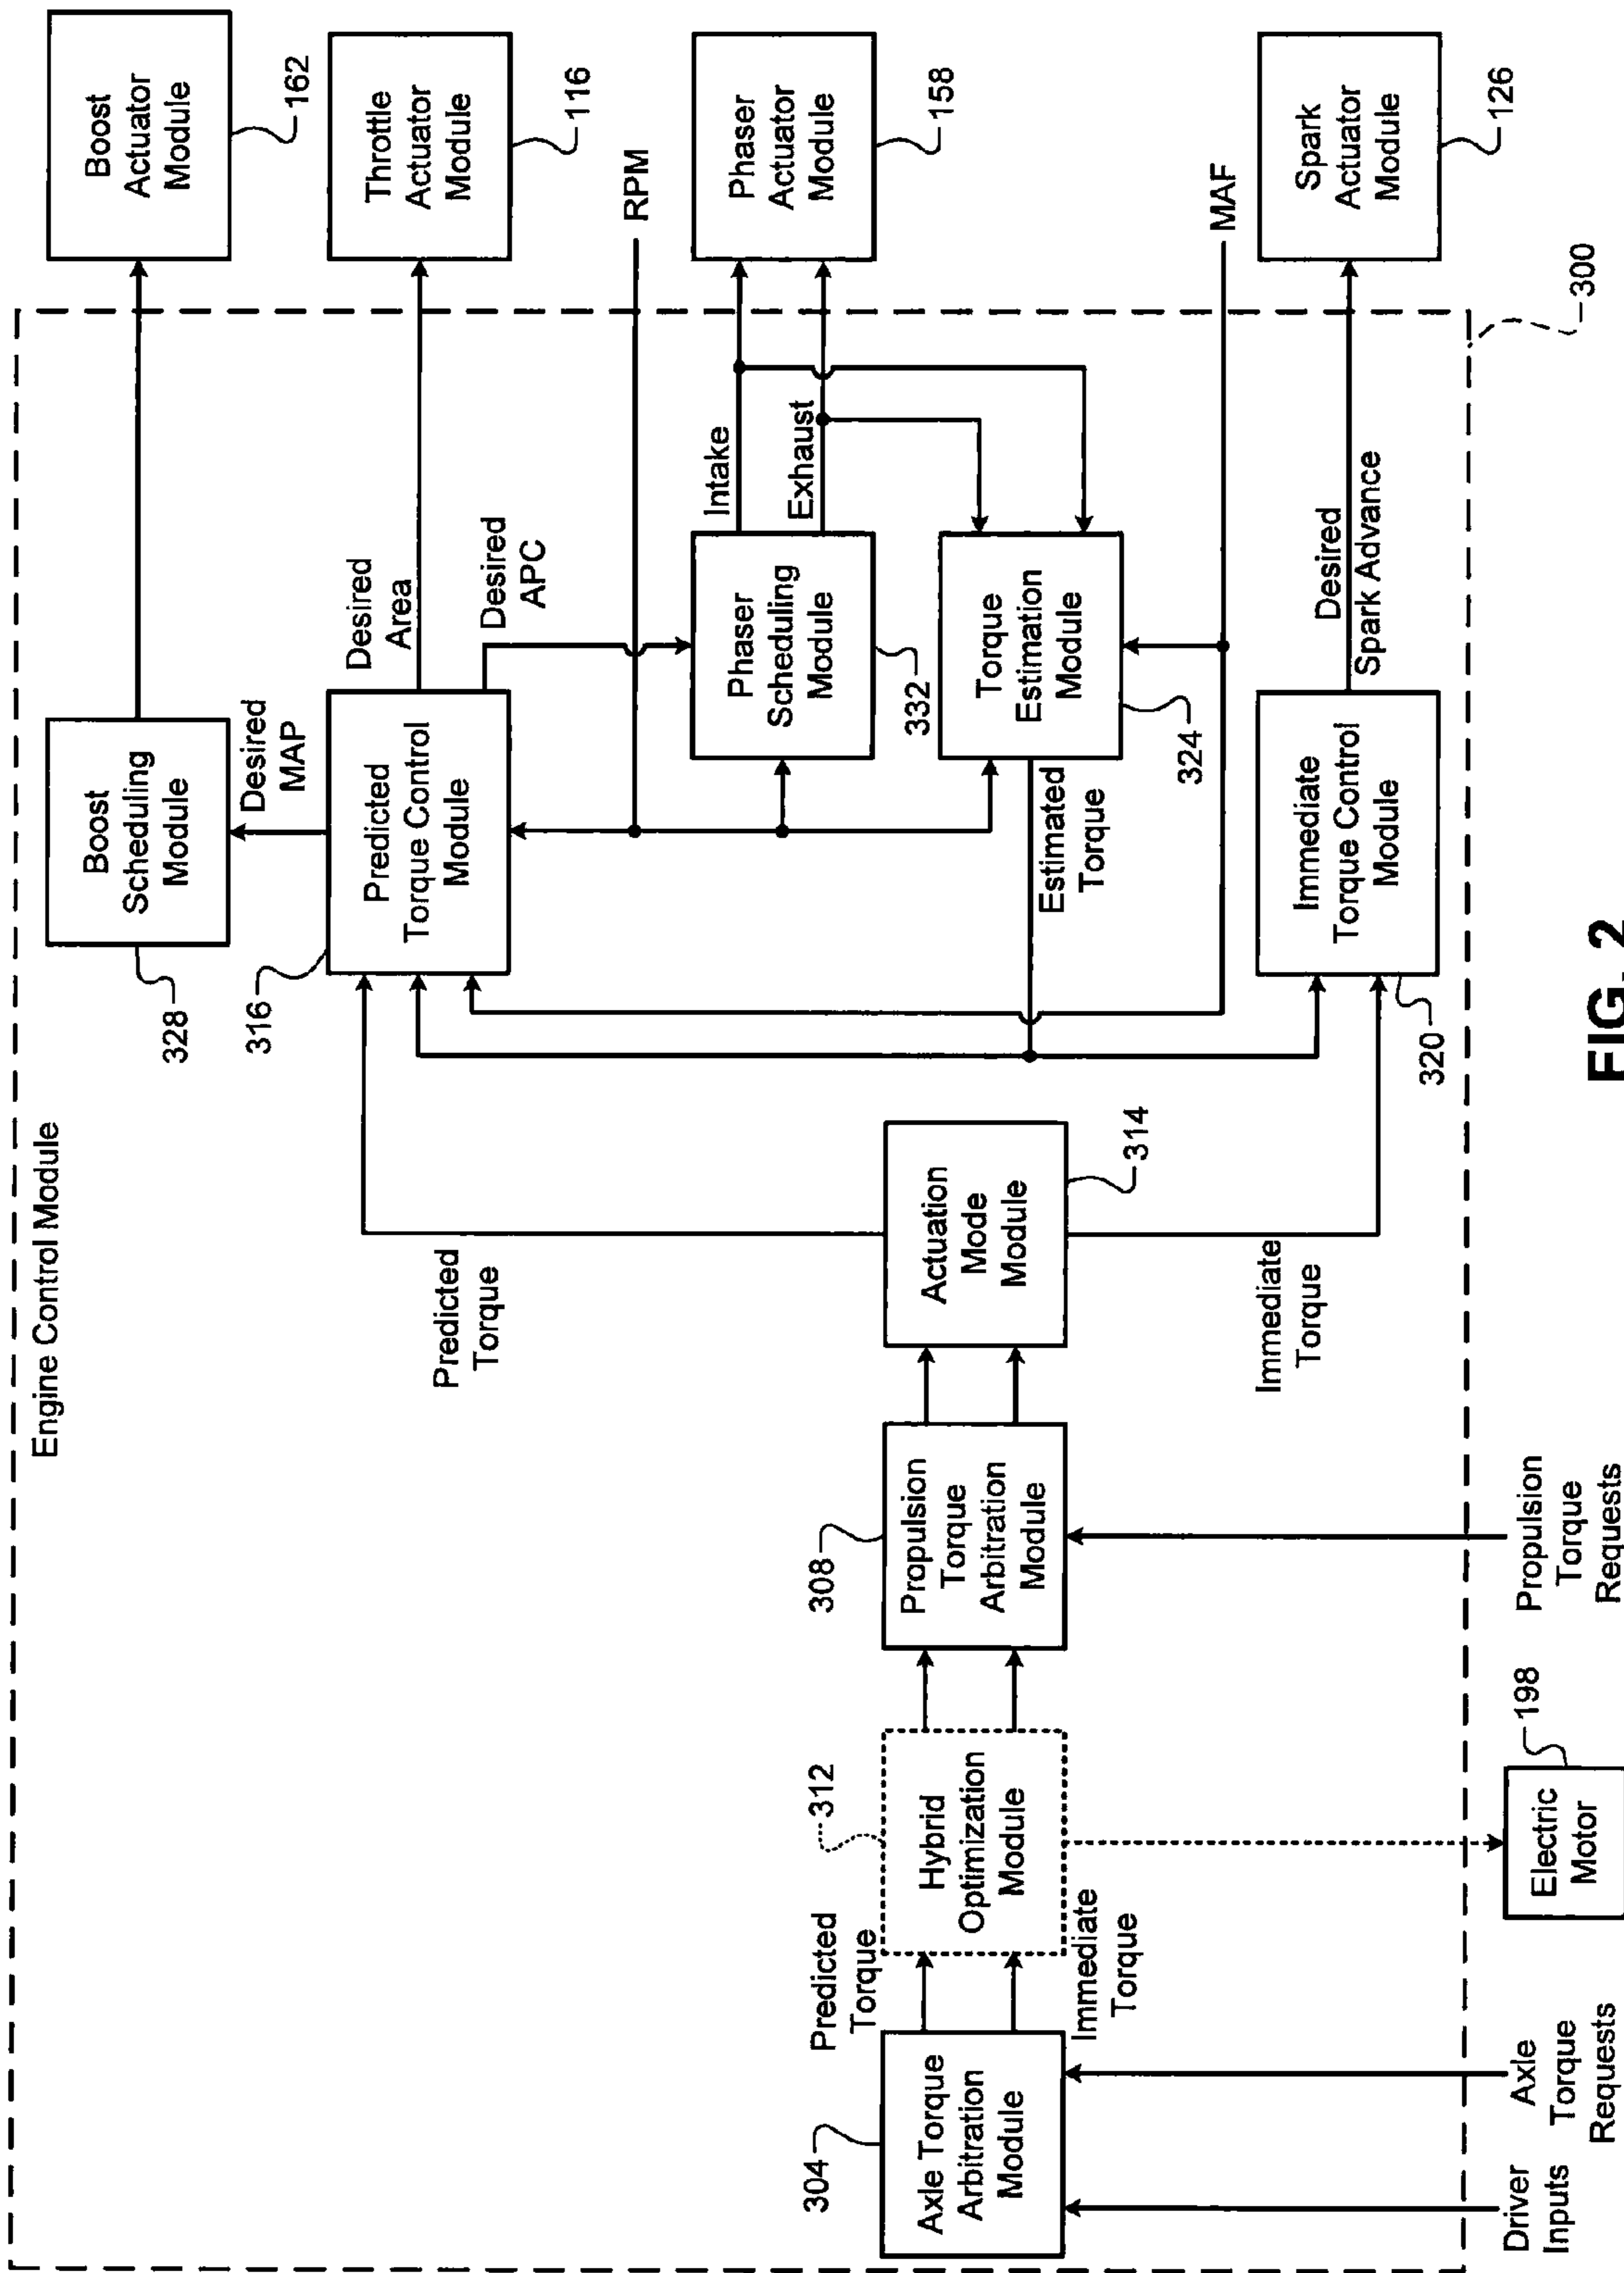 Engine Control Module
Boost
Actuator
Module
162
Throttle
Actuator
Module
116
RPM
Phaser
Actuator
Module
158
MAF
Spark
Actuator
Module
126
300
Boost
Scheduling
Module
328
Desired
MAP
Desired
Area
Desired
APC
Predicted
Torque Control
Module
316
Intake
Exhaust
Phaser
Scheduling
Module
332
Torque
Estimation
Module
324
Estimated
Torque
Desired
Spark Advance
Immediate
Torque Control
Module
320
Predicted
Torque
Actuation
Mode
Module
314
Immediate
Torque
Propulsion
Torque
Arbitration
Module
308
Propulsion
Torque
Requests
Hybrid
Optimization
Module
312
Electric
Motor
198
Predicted
Torque
Immediate
Torque
Axle Torque
Arbitration
Module
304
Driver
Inputs
Axle
Torque
Requests
FIG. 2